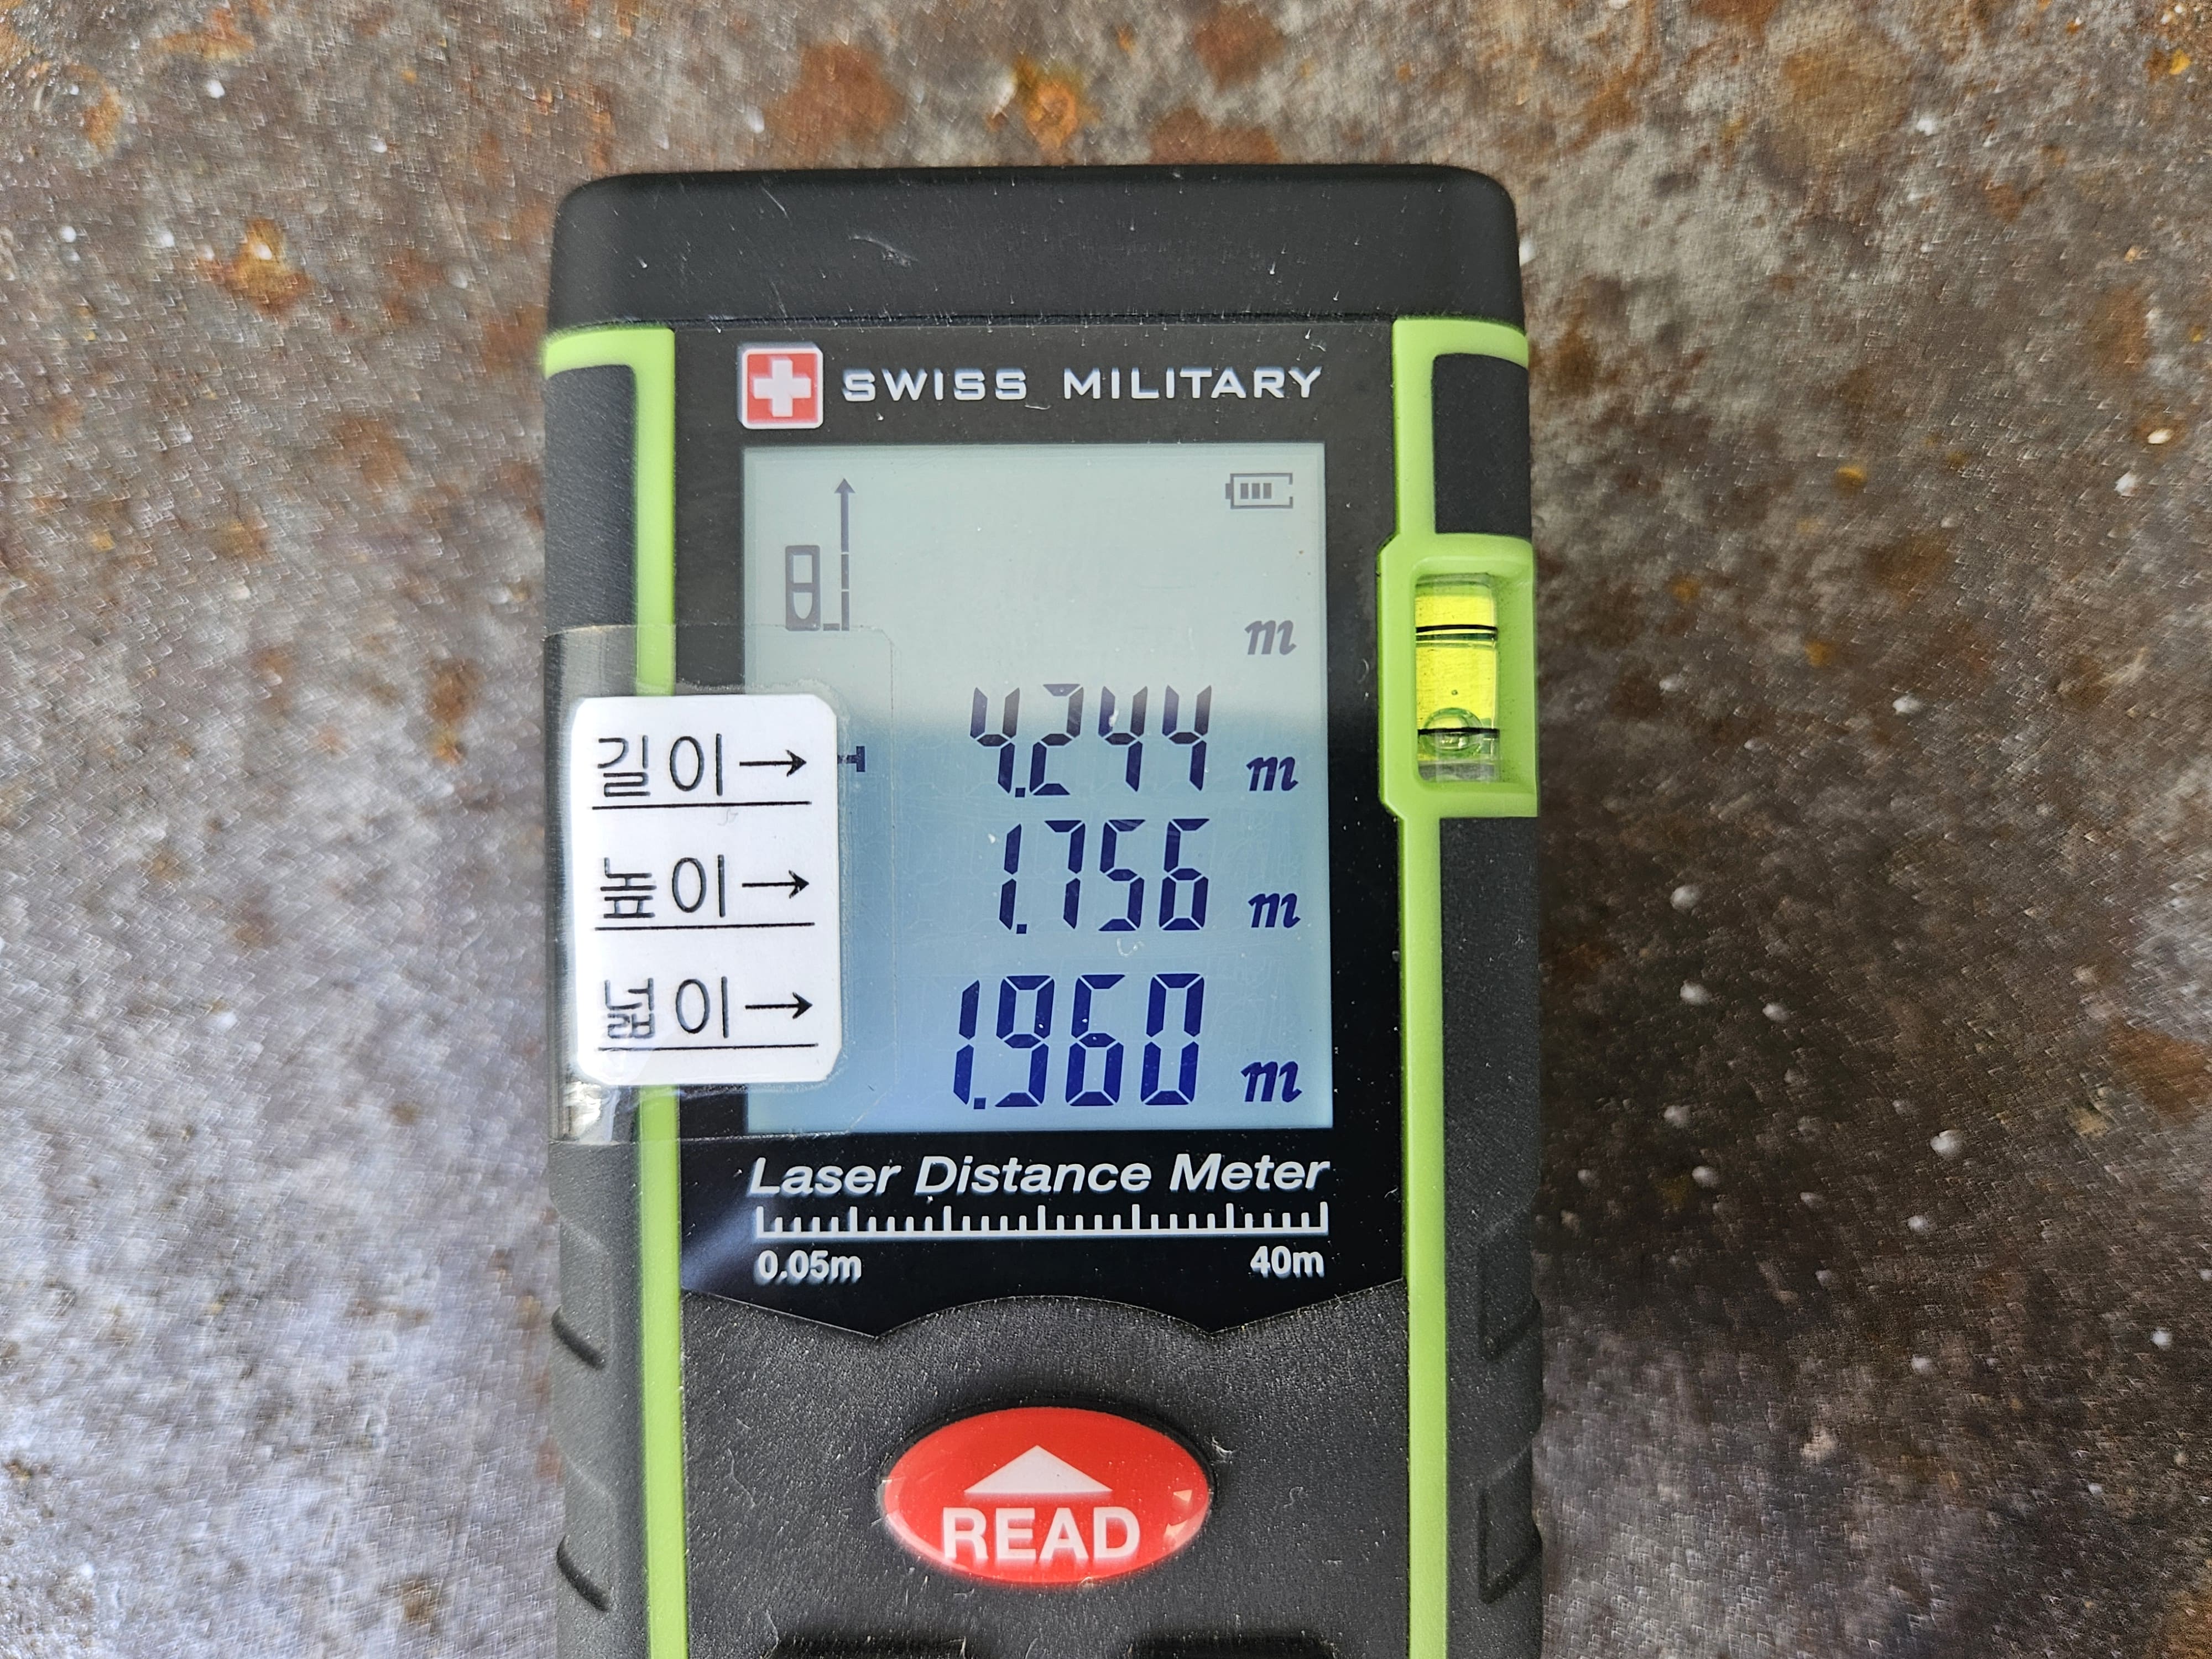 SWISS MILITARY
m
길이→ 4.244 m
높이→ 1.756 m
넓이→ 1.960 m
Laser Distance Meter
0.05m 40m
READ